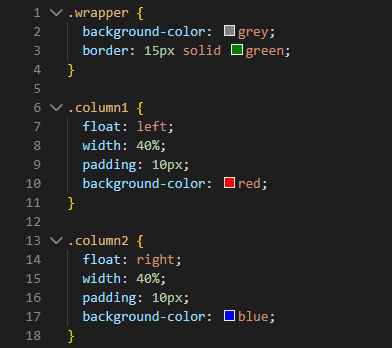 1 .wrapper {
2 background-color: grey;
3 border: 15px solid green;
4 }
5
6 .column1 {
7 float: left;
8 width: 40%;
9 padding: 10px;
10 background-color: red;
11 }
12
13 .column2 {
14 float: right;
15 width: 40%;
16 padding: 10px;
17 background-color: blue;
18 }